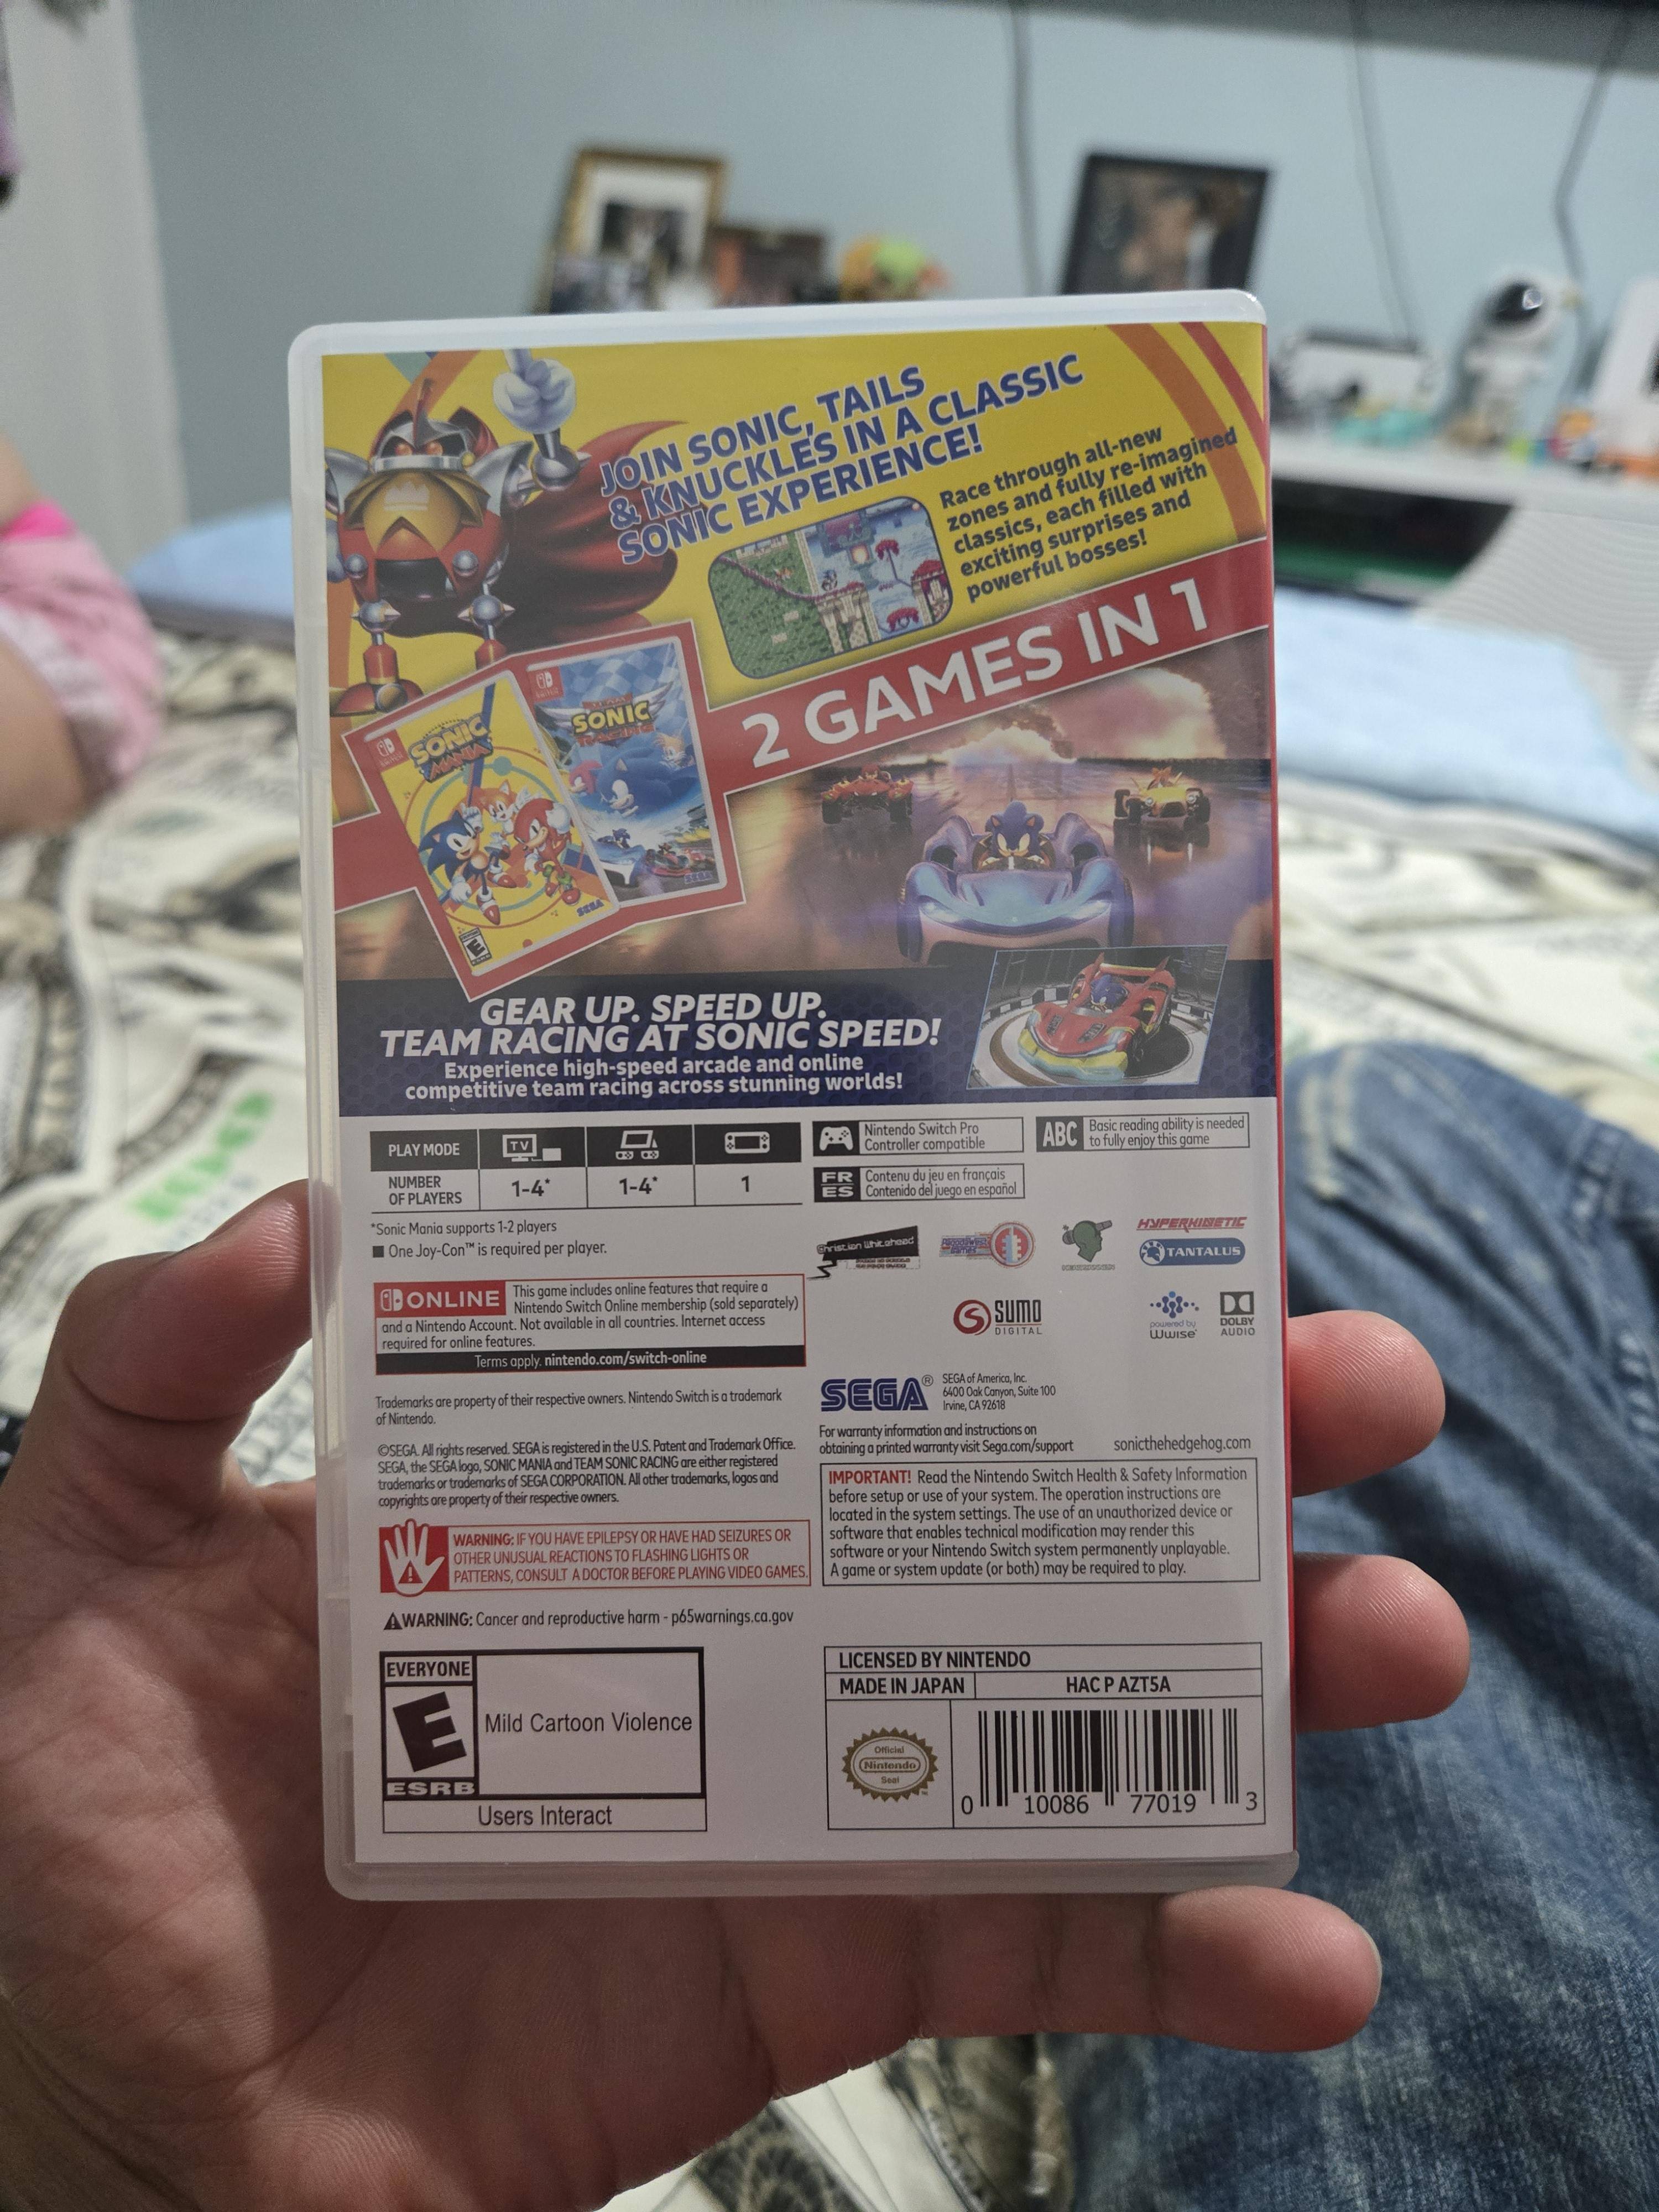 JOIN SONIC, TAILS
& KNUCKLES IN A CLASSIC
SONIC EXPERIENCE!
Race through all-new
zones and fully re-imagined
classics, each filled with
exciting surprises and
powerful bosses!
2 GAMES IN 1
SONIC
MANIA
SEGA
E
TEAM
SONIC
RACING
SEGA
GEAR UP. SPEED UP.
TEAM RACING AT SONIC SPEED!
Experience high-speed arcade and online
competitive team racing across stunning worlds!
PLAY MODE
TV
NUMBER
OF PLAYERS
1-4*
1-4*
1
*Sonic Mania supports 1-2 players
■ One Joy-Con™ is required per player.
Nintendo Switch Pro
Controller compatible
ABC
Basic reading ability is needed
to fully enjoy this game
FR
ES
Contenu du jeu en français
Contenido del juego en español
ONLINE
This game includes online features that require a
Nintendo Switch Online membership (sold separately)
and a Nintendo Account. Not available in all countries. Internet access
required for online features.
Terms apply. nintendo.com/switch-online
Christian Whitehead
HYPERKINETIC
TANTALUS
SUMO
DIGITAL
powered by
Wwise
DOLBY
AUDIO
Trademarks are property of their respective owners. Nintendo Switch is a trademark
of Nintendo.
©SEGA. All rights reserved. SEGA is registered in the U.S. Patent and Trademark Office.
SEGA, the SEGA logo, SONIC MANIA and TEAM SONIC RACING are either registered
trademarks or trademarks of SEGA CORPORATION. All other trademarks, logos and
copyrights are property of their respective owners.
SEGA®
SEGA of America, Inc.
6400 Oak Canyon, Suite 100
Irvine, CA 92618
For warranty information and instructions on
obtaining a printed warranty visit Sega.com/support
sonicthehedgehog.com
WARNING: IF YOU HAVE EPILEPSY OR HAVE HAD SEIZURES OR
OTHER UNUSUAL REACTIONS TO FLASHING LIGHTS OR
PATTERNS, CONSULT A DOCTOR BEFORE PLAYING VIDEO GAMES.
IMPORTANT! Read the Nintendo Switch Health & Safety Information
before setup or use of your system. The operation instructions are
located in the system settings. The use of an unauthorized device or
software that enables technical modification may render this
software or your Nintendo Switch system permanently unplayable.
A game or system update (or both) may be required to play.
WARNING: Cancer and reproductive harm - p65warnings.ca.gov
EVERYONE
E
ESRB
Mild Cartoon Violence
Users Interact
LICENSED BY NINTENDO
MADE IN JAPAN
HAC P AZT5A
Official
Nintendo
Seal
0 10086 77019 3